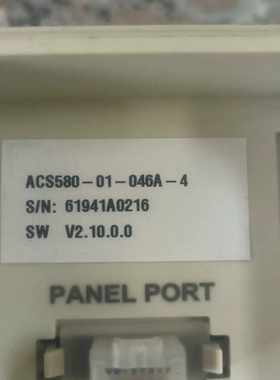 ACS580-01-046A-4
S/N: 61941A0216
SW V2.10.0.0
PANEL PORT